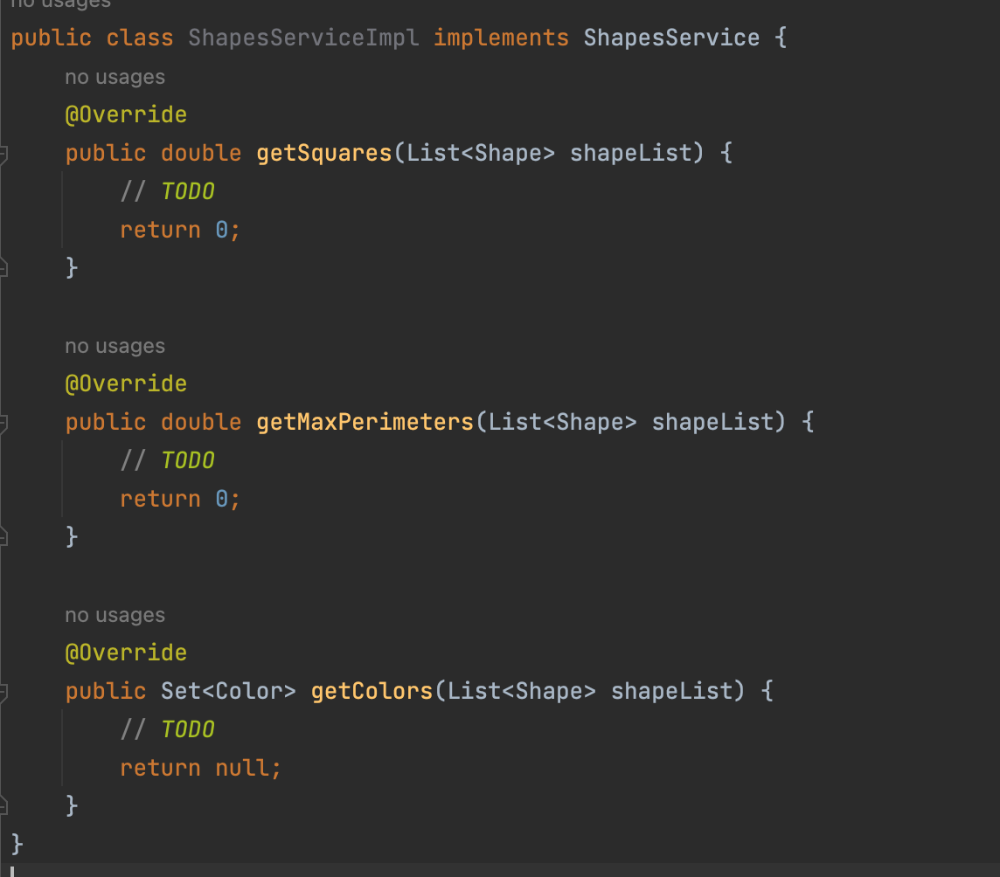 no usages
public class ShapesServiceImpl implements ShapesService {
no usages
@Override
public double getSquares(List<Shape> shapeList) {
// TODO
return 0;
}
no usages
@Override
public double getMaxPerimeters(List<Shape> shapeList) {
// TODO
return 0;
}
no usages
@Override
public Set<Color> getColors(List<Shape> shapeList) {
// TODO
return null;
}
}